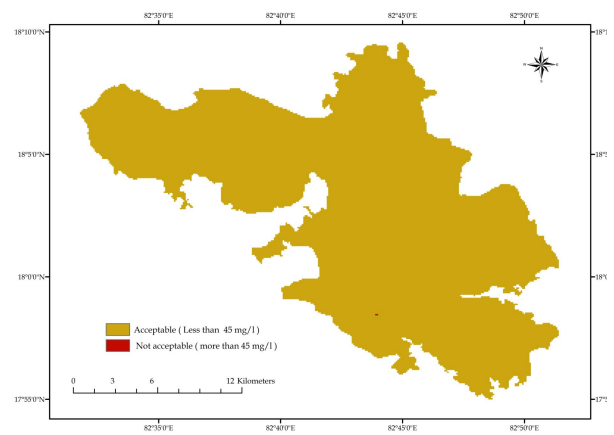 82°35'0"E 82°40'0"E 82°45'0"E 82°50'0"E
18°10'0"N 18°10'0"N
N
W E
S
18°5'0"N 18°5'0"N
18°0'0"N 18°0'0"N
Acceptable ( Less than 45 mg/l )
Not acceptable ( more than 45 mg/l )
0 3 6 12 Kilometers
17°55'0"N 17°55'0"N
82°35'0"E 82°40'0"E 82°45'0"E 82°50'0"E